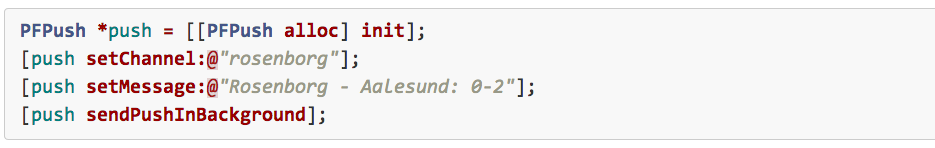 PFPush *push = [[PFPush alloc] init];
[push setChannel:@"rosenborg"];
[push setMessage:@"Rosenborg - Aalesund: 0-2"];
[push sendPushInBackground];